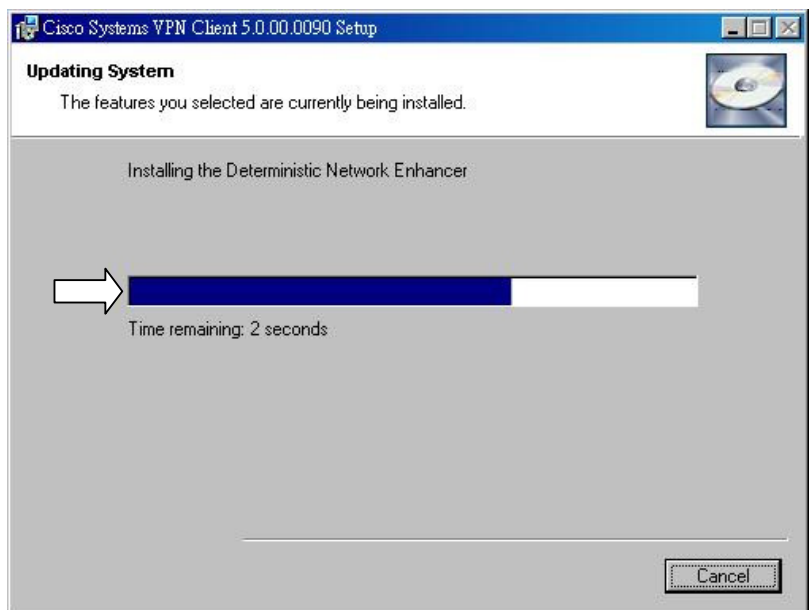 Cisco Systems VPN Client 5.0.00.0090 Setup
Updating System
The features you selected are currently being installed.
Installing the Deterministic Network Enhancer
Time remaining: 2 seconds
Cancel